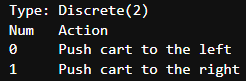 Type: Discrete(2)
Num   Action
0     Push cart to the left
1     Push cart to the right